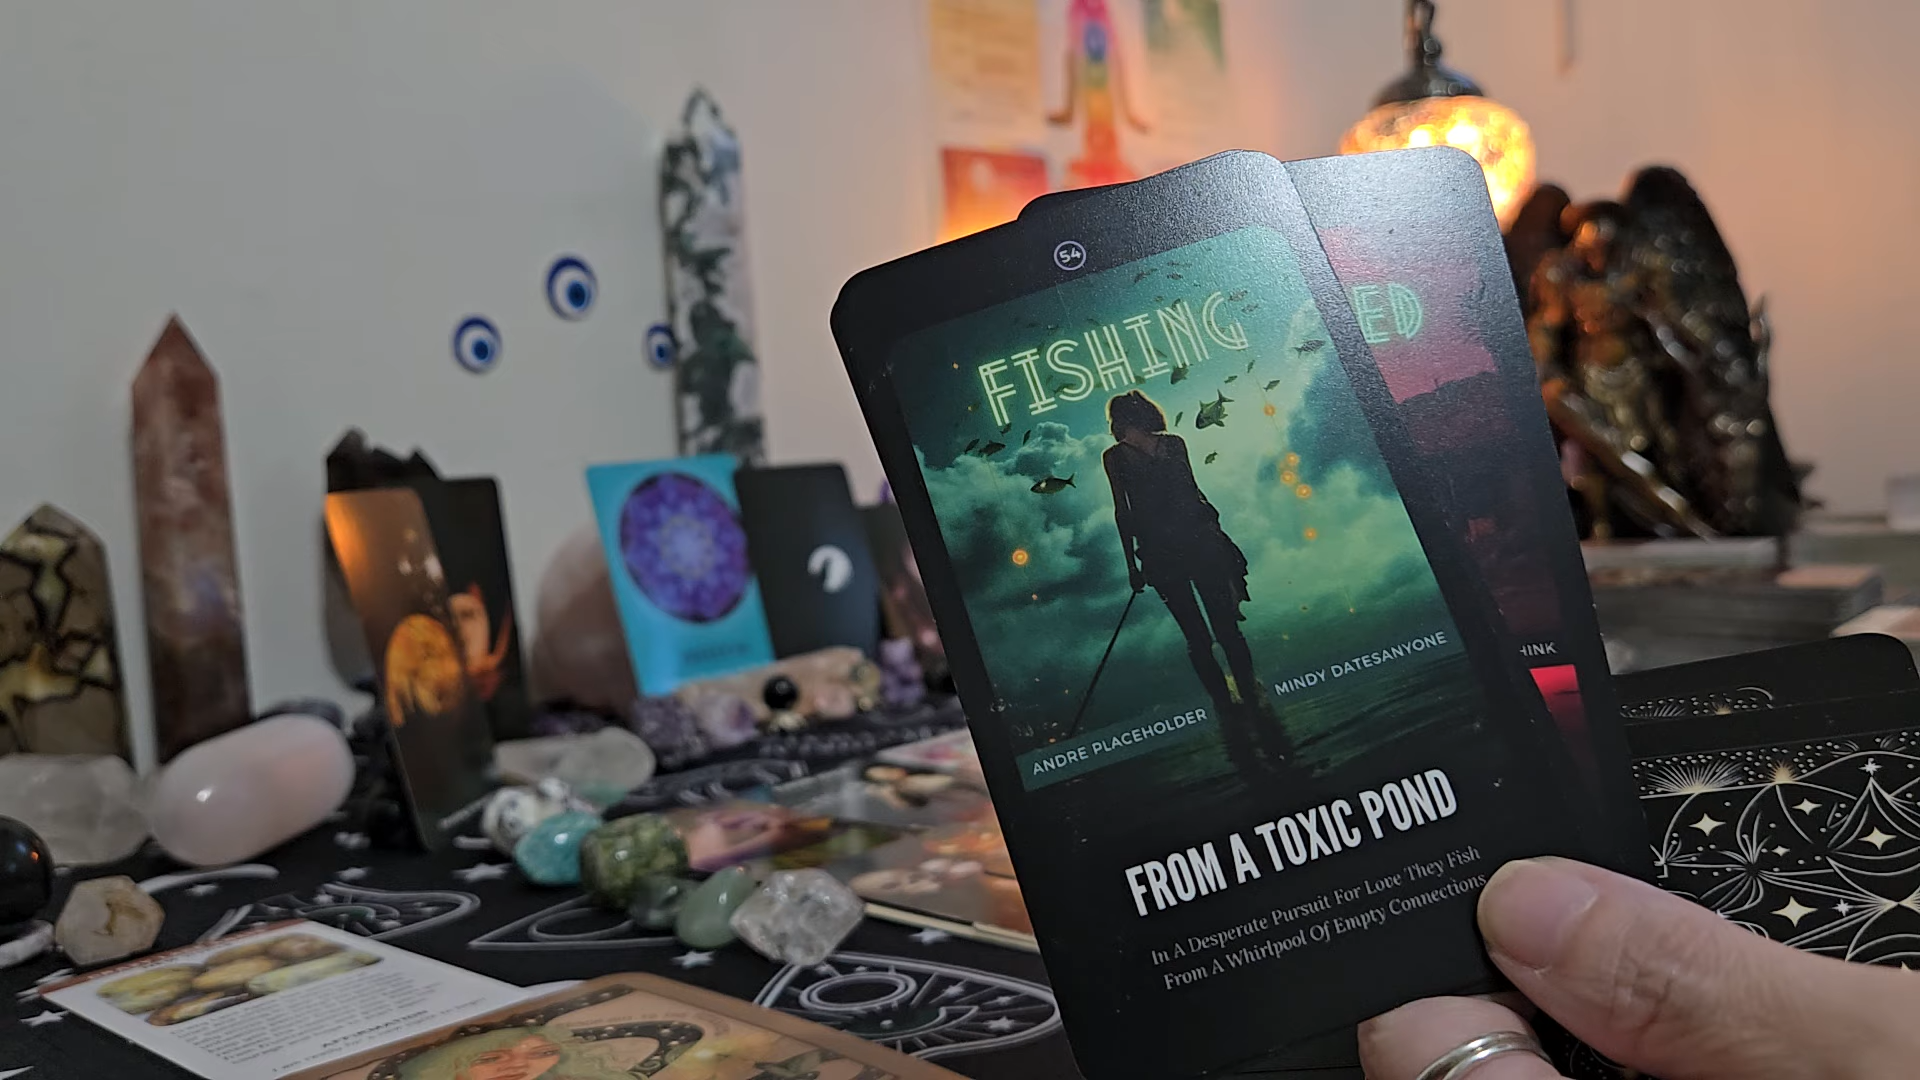 54
FISHING
ED
MINDY DATESANYONE
ANDRE PLACEHOLDER
HINK
FROM A TOXIC POND
In A Desperate Pursuit For Love They Fish
From A Whirlpool Of Empty Connections
AFFIRMATION